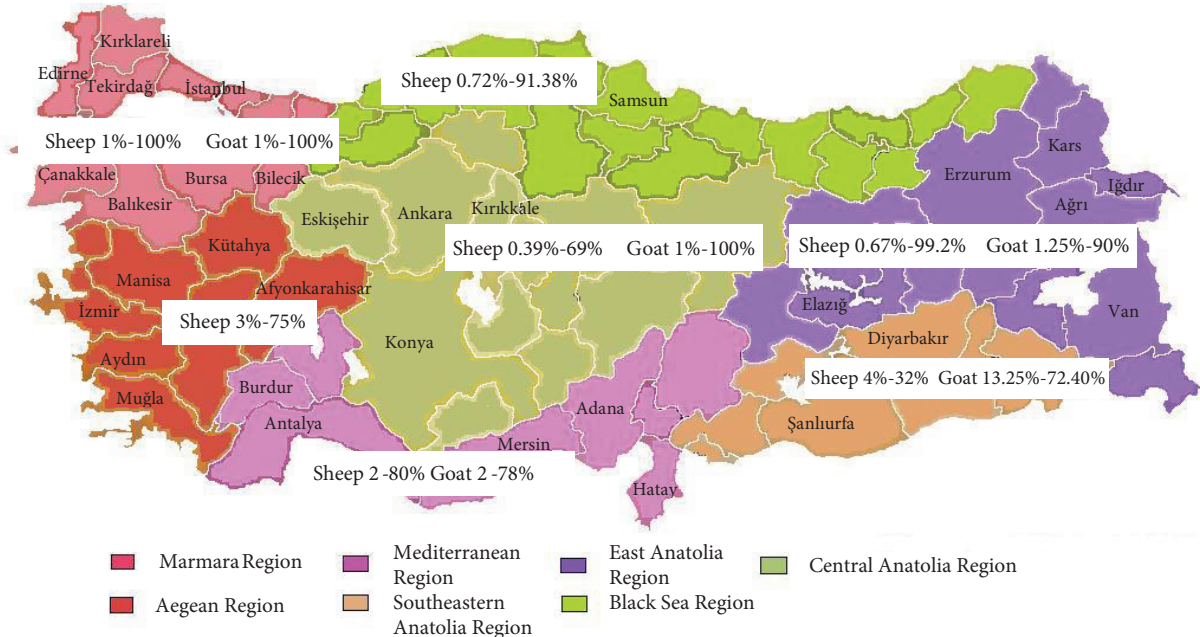 Kırklareli
Edirne
Tekirdağ
İstanbul
Sheep 0.72%-91.38%
Samsun
Sheep 1%-100% Goat 1%-100%
Kars
Çanakkale
Bursa
Bilecik
Erzurum
Iğdır
Balıkesir
Eskişehir
Ankara
Kırıkkale
Ağrı
Kütahya
Sheep 0.39%-69% Goat 1%-100%
Sheep 0.67%-99.2% Goat 1.25%-90%
Manisa
Afyonkarahisar
İzmir
Elazığ
Van
Sheep 3%-75%
Konya
Diyarbakır
Aydın
Sheep 4%-32% Goat 13.25%-72.40%
Burdur
Muğla
Adana
Antalya
Şanlıurfa
Mersin
Sheep 2 -80% Goat 2 -78%
Hatay
Marmara Region
Mediterranean
Region
East Anatolia
Region
Central Anatolia Region
Aegean Region
Southeastern
Anatolia Region
Black Sea Region